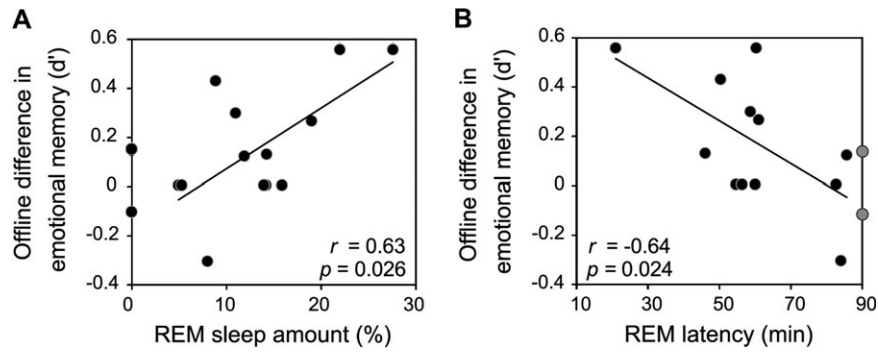 A
Offline difference in
emotional memory (d')
0.6
0.4
0.2
0
-0.2
-0.4
r = 0.63
p = 0.026
0
10
20
30
REM sleep amount (%)
B
Offline difference in
emotional memory (d')
0.6
0.4
0.2
0
-0.2
-0.4
r = -0.64
p = 0.024
10
30
50
70
90
REM latency (min)